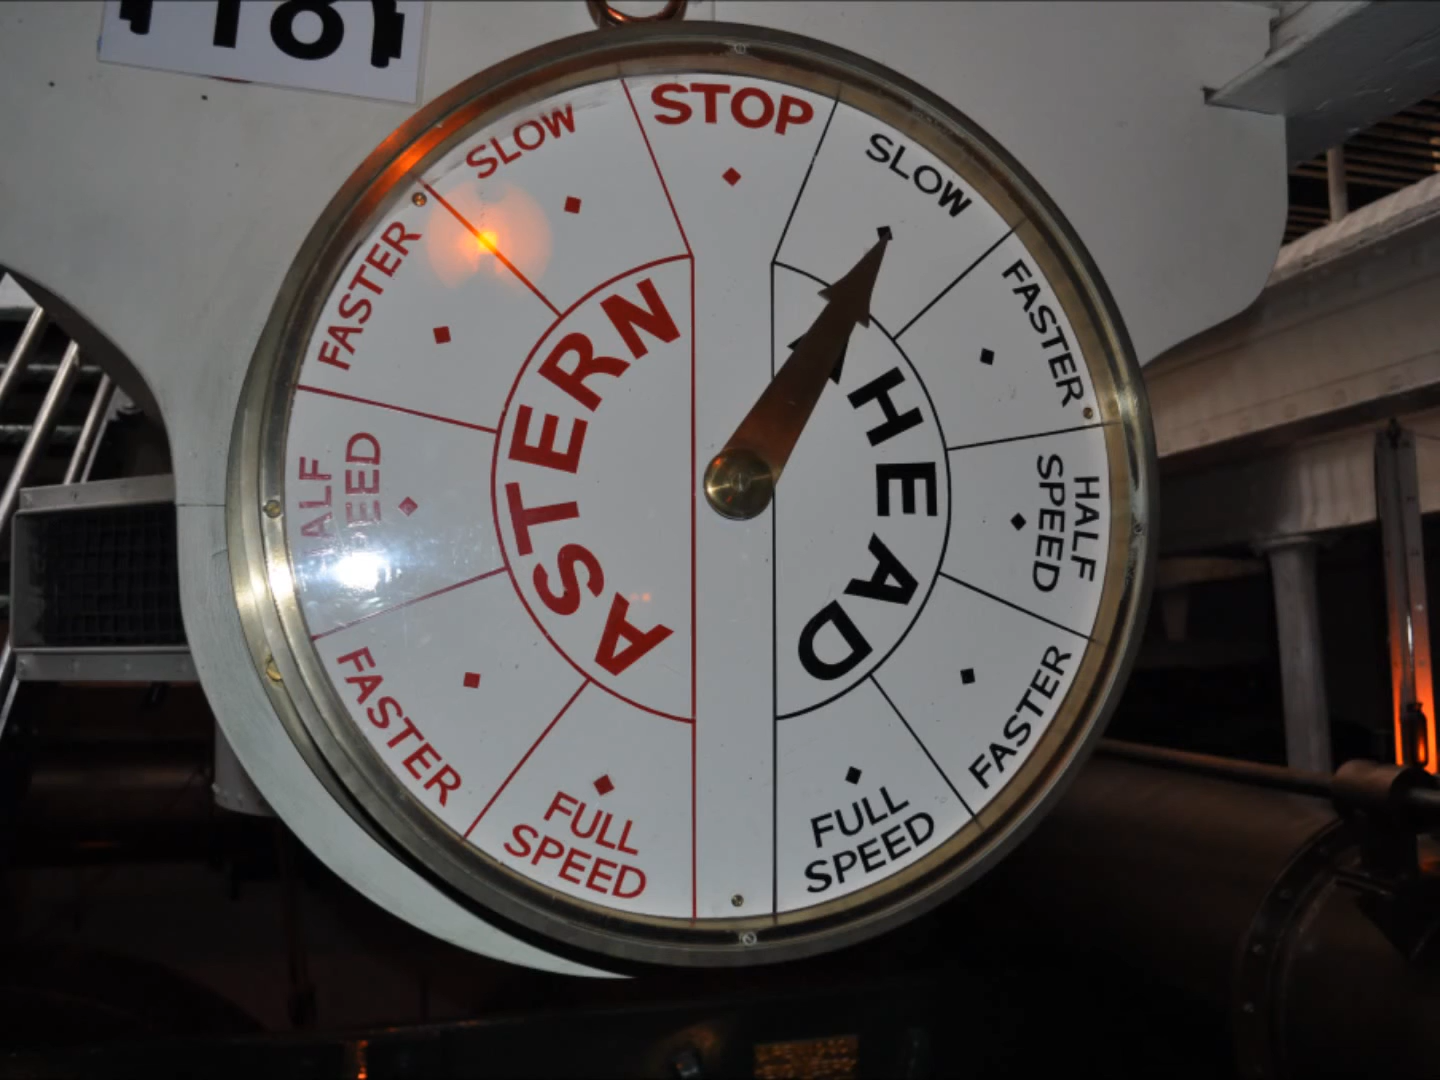 STOP
SLOW
FASTER
HALF
SPEED
FASTER
FULL
SPEED
HEAD
SLOW
FASTER
HALF
SPEED
FASTER
FULL
SPEED
ASTERN